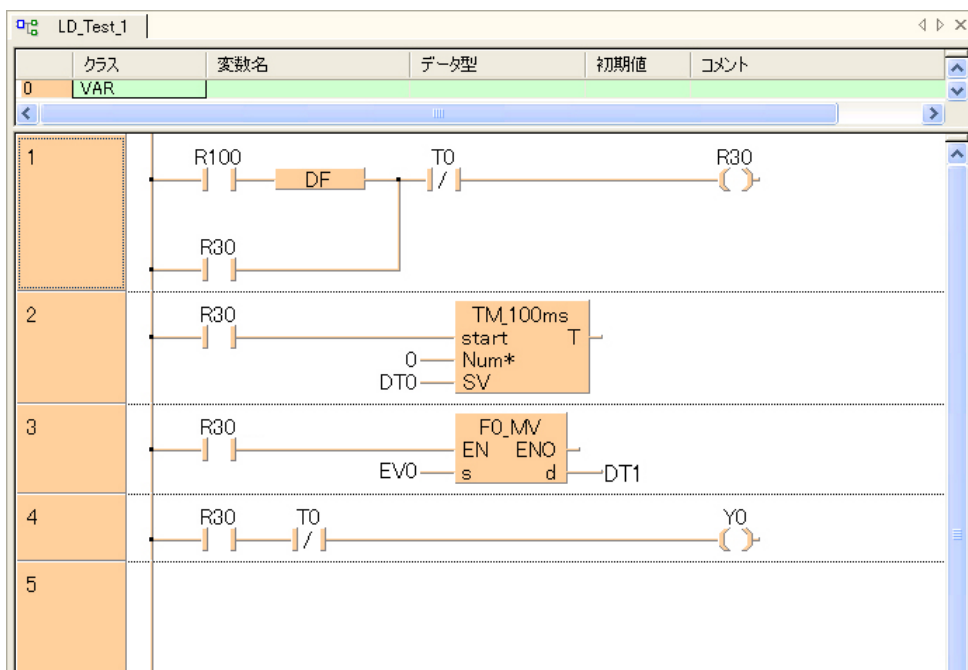 LD_Test_1
クラス 変数名 データ型 初期値 コメント
0 VAR
1
R100 T0 R30
DF
R30
2
R30 TM_100ms
start T
0 Num*
DT0 SV
3
R30 F0_MV
EN ENO
EV0 s d DT1
4
R30 T0 Y0
5